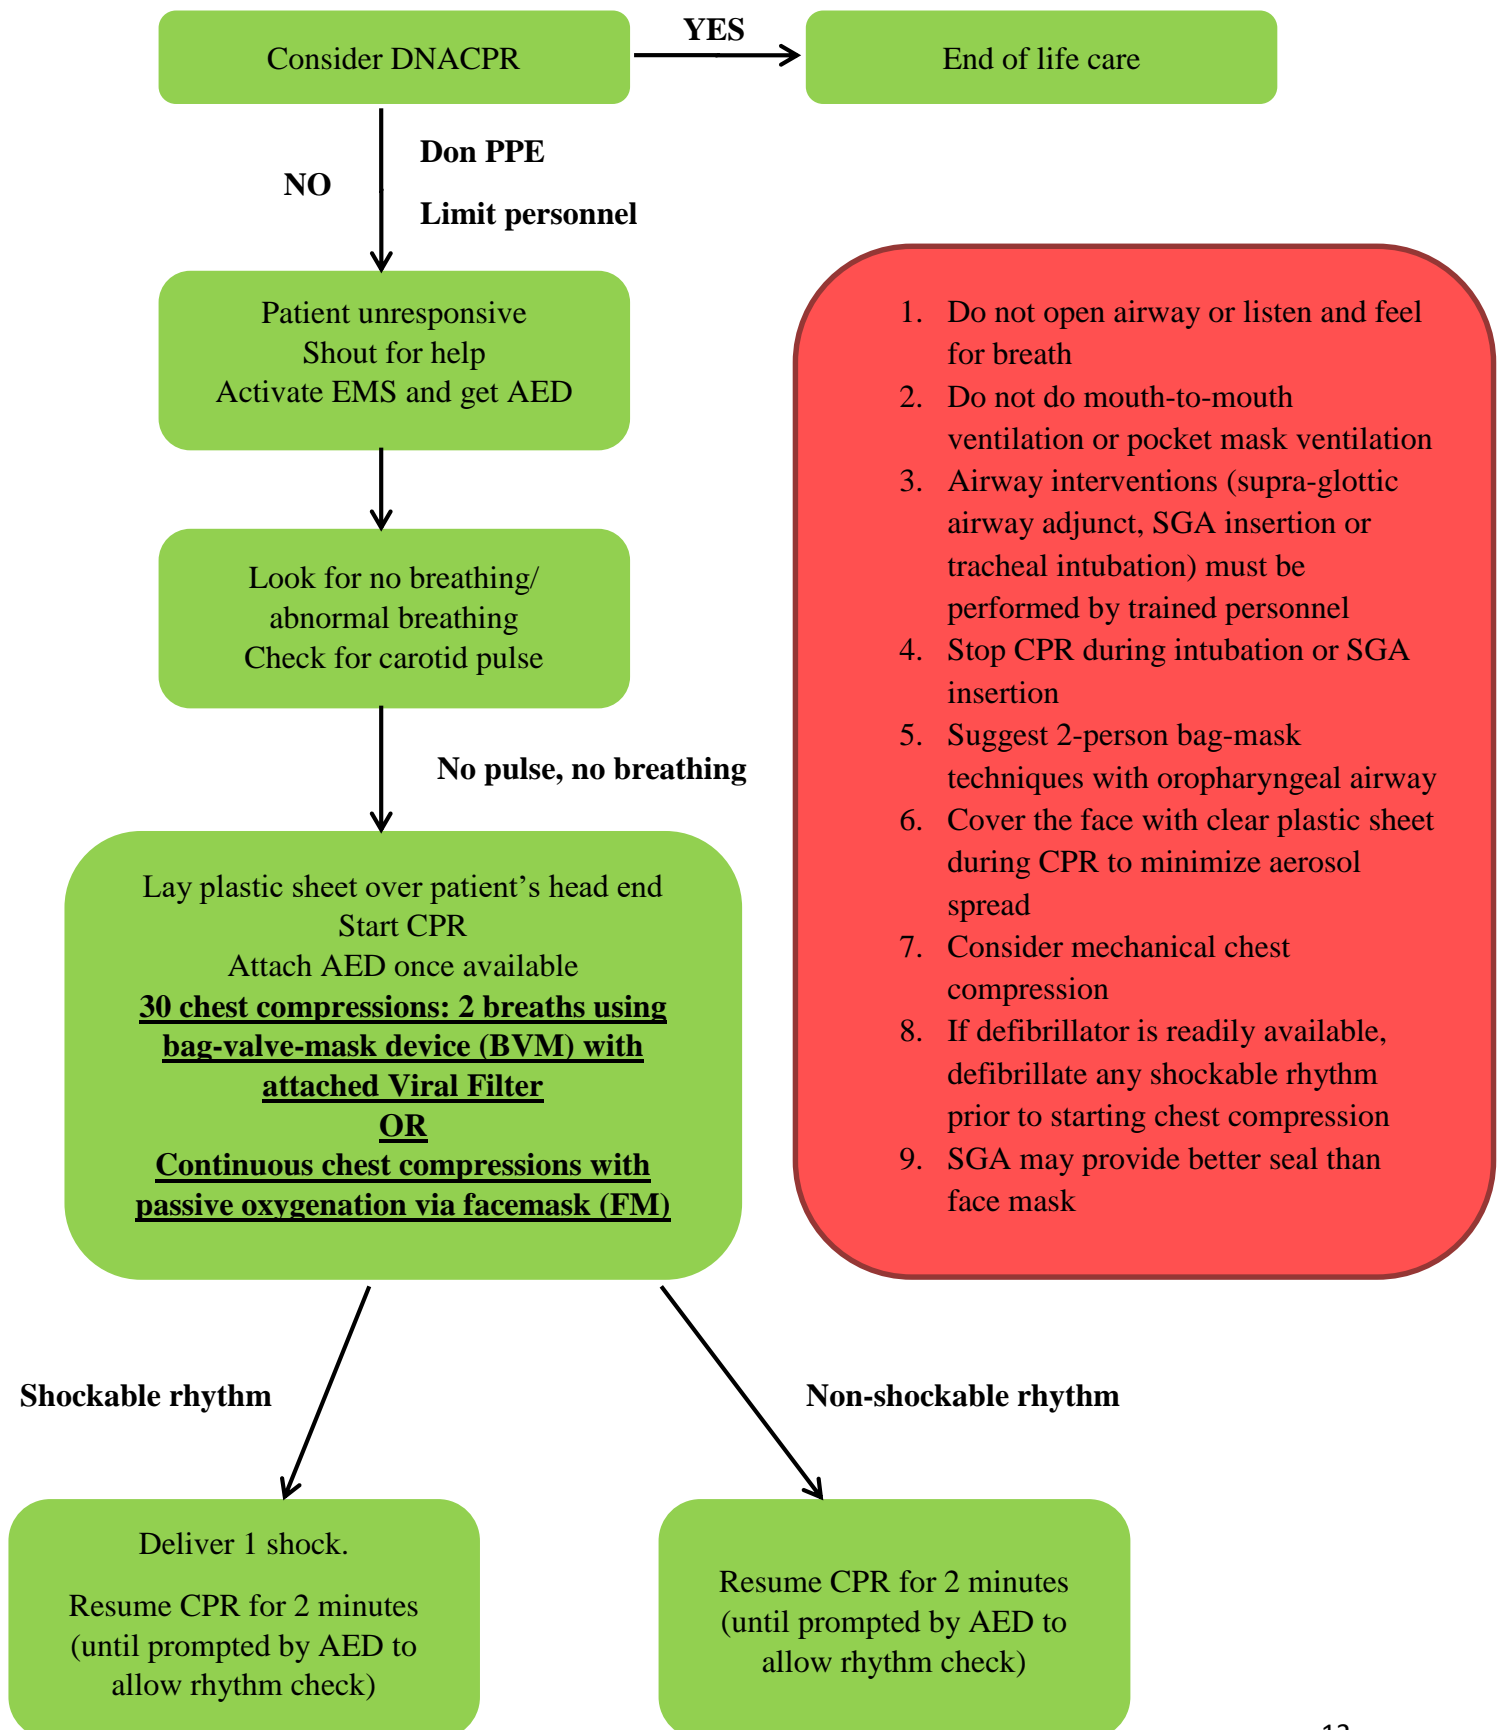 Consider DNACPR
YES
End of life care
Don PPE
NO
Limit personnel
Patient unresponsive
Shout for help
Activate EMS and get AED
Look for no breathing/
abnormal breathing
Check for carotid pulse
No pulse, no breathing
Lay plastic sheet over patient’s head end
Start CPR
Attach AED once available
30 chest compressions: 2 breaths using
bag-valve-mask device (BVM) with
attached Viral Filter
OR
Continuous chest compressions with
passive oxygenation via facemask (FM)
1. Do not open airway or listen and feel
for breath
2. Do not do mouth-to-mouth
ventilation or pocket mask ventilation
3. Airway interventions (supra-glottic
airway adjunct, SGA insertion or
tracheal intubation) must be
performed by trained personnel
4. Stop CPR during intubation or SGA
insertion
5. Suggest 2-person bag-mask
techniques with oropharyngeal airway
6. Cover the face with clear plastic sheet
during CPR to minimize aerosol
spread
7. Consider mechanical chest
compression
8. If defibrillator is readily available,
defibrillate any shockable rhythm
prior to starting chest compression
9. SGA may provide better seal than
face mask
Shockable rhythm
Non-shockable rhythm
Deliver 1 shock.
Resume CPR for 2 minutes
(until prompted by AED to
allow rhythm check)
Resume CPR for 2 minutes
(until prompted by AED to
allow rhythm check)